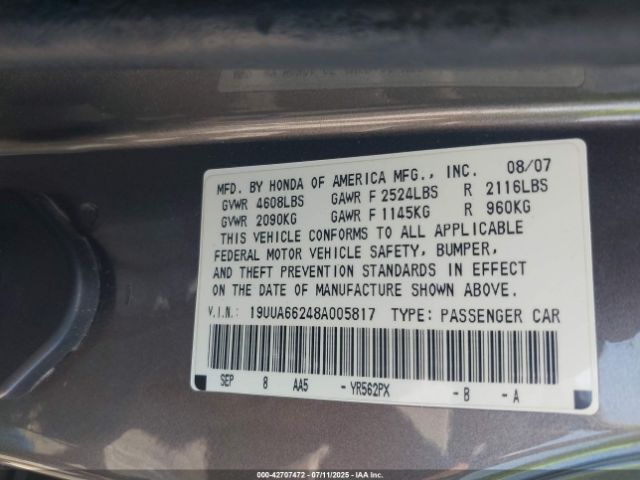 MFD. BY HONDA OF AMERICA MFG., INC. 08/07
GVWR 4608LBS GAWR F 2524LBS R 2116LBS
GVWR 2090KG GAWR F 1145KG R 960KG
THIS VEHICLE CONFORMS TO ALL APPLICABLE
FEDERAL MOTOR VEHICLE SAFETY, BUMPER,
AND THEFT PREVENTION STANDARDS IN EFFECT
ON THE DATE OF MANUFACTURE SHOWN ABOVE.
V.I.N.: 19UUA66248A005817 TYPE: PASSENGER CAR
SEP 8 AA5 - YR562PX - B - A
000-42707472 - 07/11/2025 - IAACOM